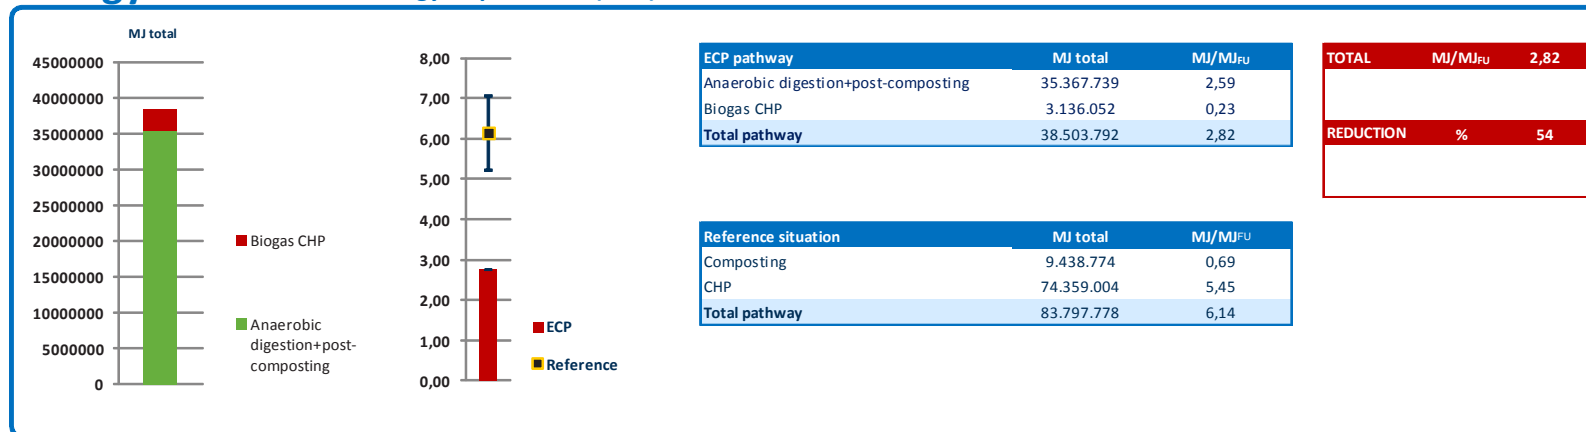 MJ total
45000000
40000000
35000000
30000000
25000000
20000000
15000000
10000000
5000000
0
Biogas CHP
Anaerobic
digestion+post-
composting
8,00
7,00
6,00
5,00
4,00
3,00
2,00
1,00
0,00
ECP
Reference
ECP pathway MJ total MJ/MJFU
Anaerobic digestion+post-composting 35.367.739 2,59
Biogas CHP 3.136.052 0,23
Total pathway 38.503.792 2,82
Reference situation MJ total MJ/MJFU
Composting 9.438.774 0,69
CHP 74.359.004 5,45
Total pathway 83.797.778 6,14
TOTAL MJ/MJFU 2,82
REDUCTION % 54